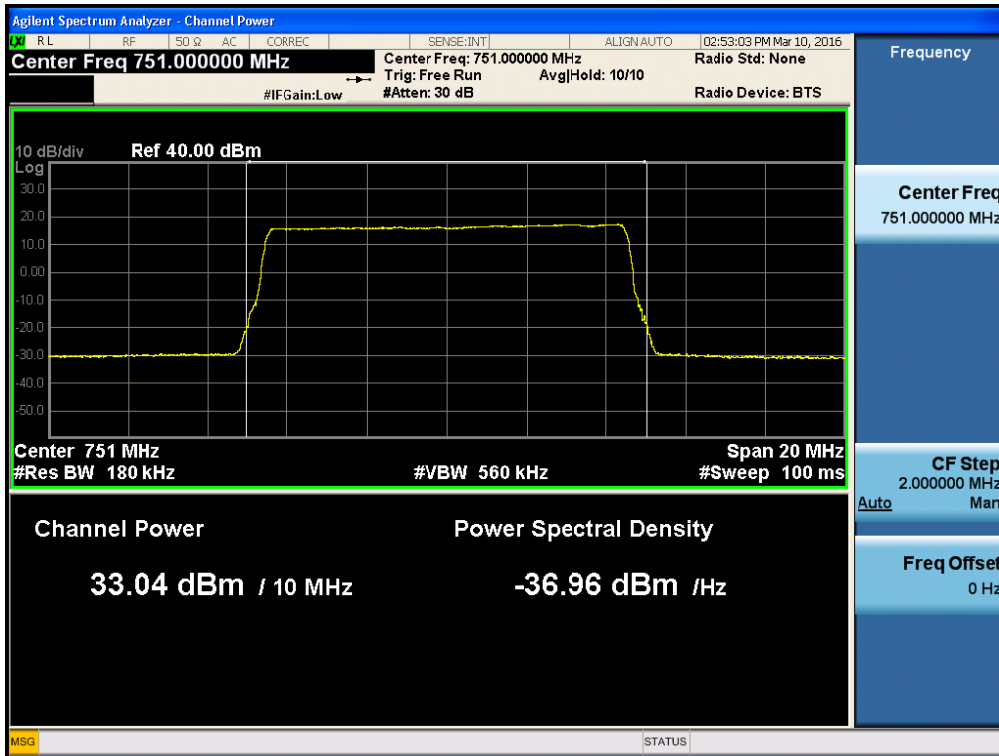 Agilent Spectrum Analyzer - Channel Power
LXI RL RF 50 Ω AC CORREC SENSE:INT ALIGN AUTO 02:53:03 PM Mar 10, 2016
Center Freq 751.000000 MHz
Center Freq: 751.000000 MHz
Radio Std: None
Trig: Free Run Avg|Hold: 10/10
#IFGain:Low
#Atten: 30 dB
Radio Device: BTS
10 dB/div Ref 40.00 dBm
Log
30.0
20.0
10.0
0.00
-10.0
-20.0
-30.0
-40.0
-50.0
Center 751 MHz Span 20 MHz
#Res BW 180 kHz #VBW 560 kHz #Sweep 100 ms
Channel Power Power Spectral Density
33.04 dBm / 10 MHz -36.96 dBm /Hz
Frequency
Center Freq
751.000000 MHz
CF Step
2.000000 MHz
Auto Man
Freq Offset
0 Hz
MSG STATUS